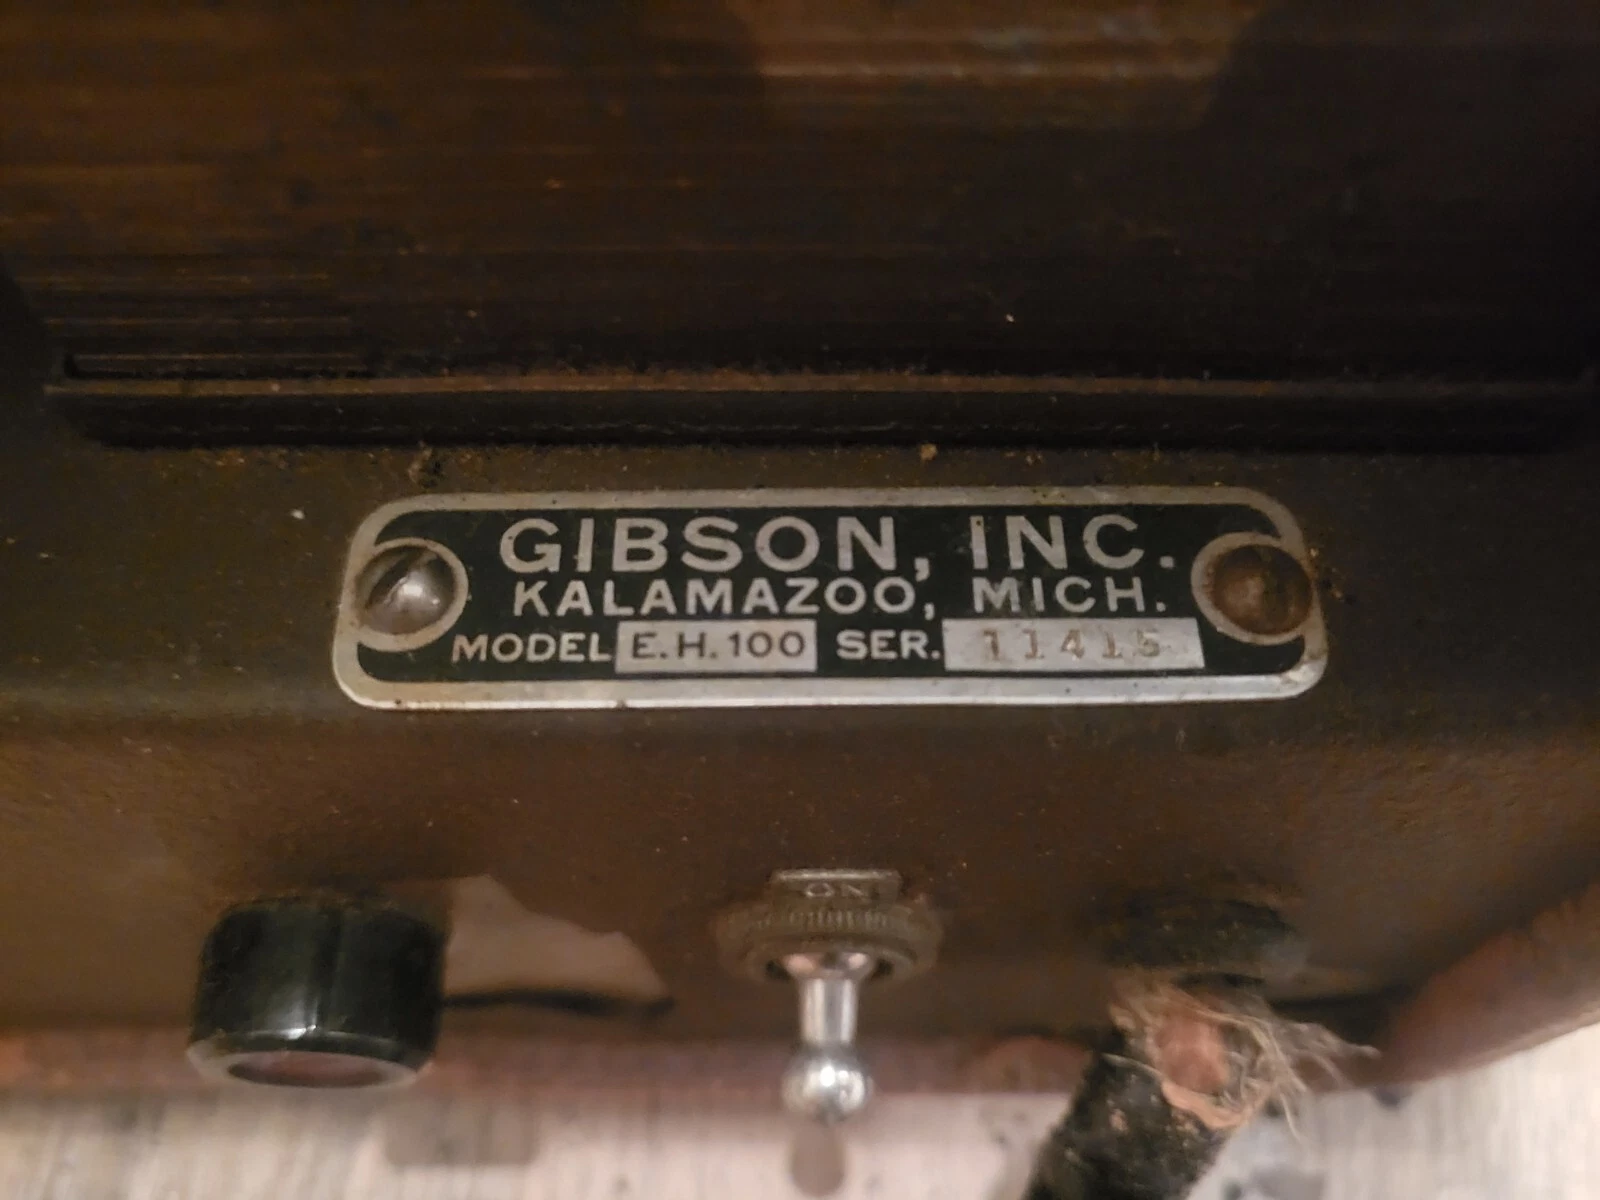 GIBSON, INC.
KALAMAZOO, MICH.
MODEL E.H.100 SER. 11415
ON